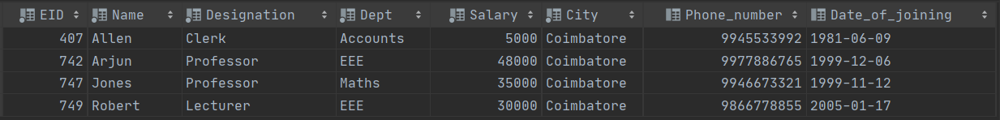 EID Name Designation Dept Salary City Phone_number Date_of_joining
407 Allen Clerk Accounts 5000 Coimbatore 9945533992 1981-06-09
742 Arjun Professor EEE 48000 Coimbatore 9977886765 1999-12-06
747 Jones Professor Maths 35000 Coimbatore 9946673321 1999-11-12
749 Robert Lecturer EEE 30000 Coimbatore 9866778855 2005-01-17